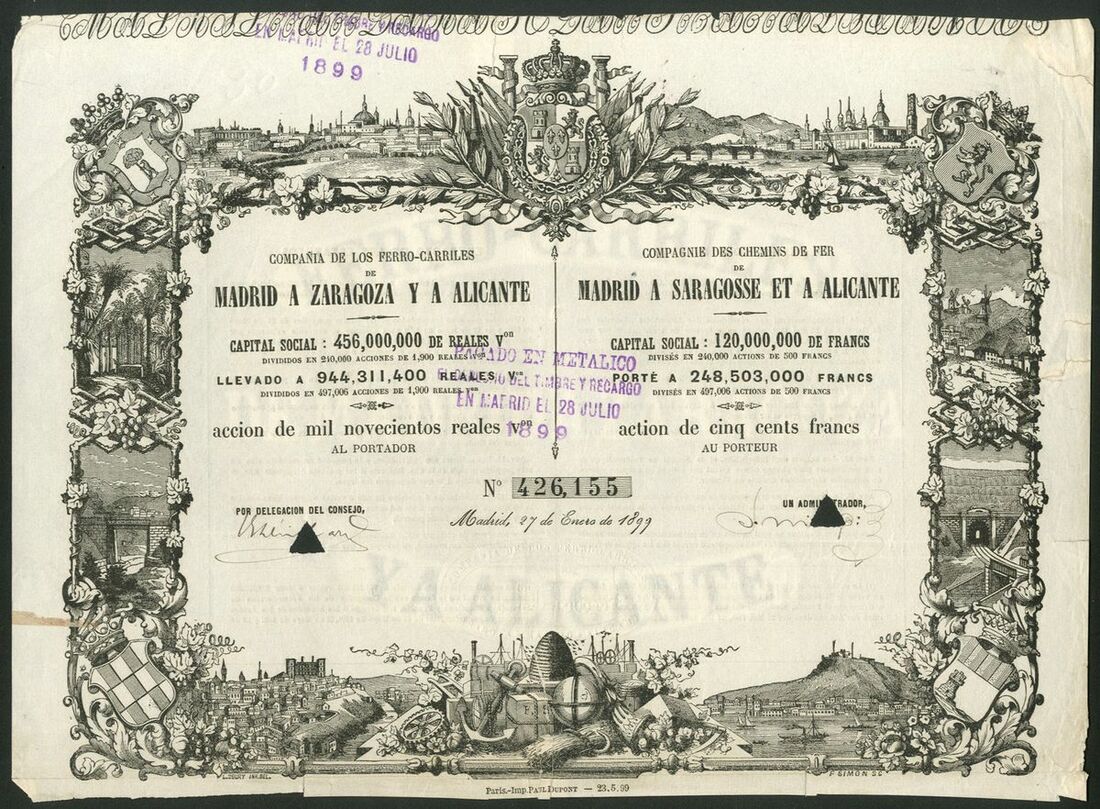 EN MADRID EL 28 JULIO
1899
COMPAÑIA DE LOS FERRO-CARRILES
DE
MADRID A ZARAGOZA Y A ALICANTE
CAPITAL SOCIAL : 456,000,000 DE REALES Von
DIVIDIDOS EN 240,000 ACCIONES DE 1,900 REALES Von
LLEVADO A 944,311,400 REALES Von
DIVIDIDOS EN 497,006 ACCIONES DE 1,900 REALES Von
accion de mil novecientos reales von
AL PORTADOR
COMPAGNIE DES CHEMINS DE FER
DE
MADRID A SARAGOSSE ET A ALICANTE
CAPITAL SOCIAL : 120,000,000 DE FRANCS
DIVISÉS EN 240,000 ACTIONS DE 500 FRANCS
PORTÉ A 248,503,000 FRANCS
DIVISÉS EN 497,006 ACTIONS DE 500 FRANCS
action de cinq cents francs
AU PORTEUR
PAGADO EN METALICO
EL IMPUESTO DEL TIMBRE Y RECARGO
EN MADRID EL 28 JULIO
1899
No 426,155
POR DELEGACION DEL CONSEJO,
Madrid, 27 de Enero de 1899
UN ADMINISTRADOR,
YA ALICANTE
F. SIMON SC
Paris.-Imp. PAUL DUPONT — 23.5.99